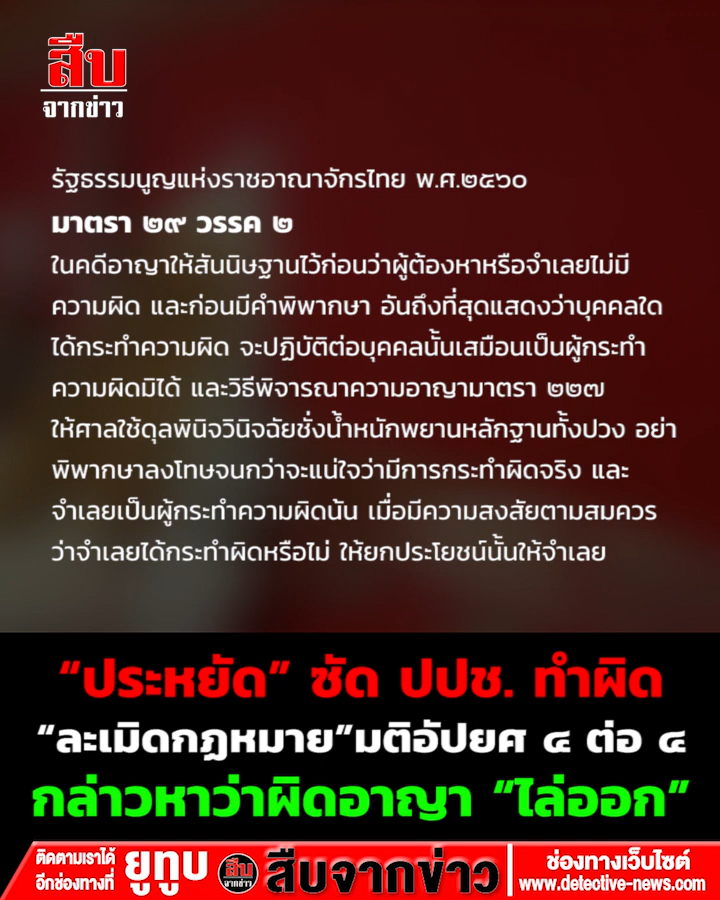 สืบ
จากข่าว
รัฐธรรมนูญแห่งราชอาณาจักรไทย พ.ศ.๒๕๖๐
มาตรา ๒๙ วรรค ๒
ในคดีอาญาให้สันนิษฐานไว้ก่อนว่าผู้ต้องหาหรือจำเลยไม่มี
ความผิด และก่อนมีคำพิพากษา อันถึงที่สุดแสดงว่าบุคคลใด
ได้กระทำความผิด จะปฏิบัติต่อบุคคลนั้นเสมือนเป็นผู้กระทำ
ความผิดมิได้ และวิธีพิจารณาความอาญามาตรา ๒๒๗
ให้ศาลใช้ดุลพินิจวินิจฉัยชั่งน้ำหนักพยานหลักฐานทั้งปวง อย่า
พิพากษาลงโทษจนกว่าจะแน่ใจว่ามีการกระทำผิดจริง และ
จำเลยเป็นผู้กระทำความผิดนั้น เมื่อมีความสงสัยตามสมควร
ว่าจำเลยได้กระทำผิดหรือไม่ ให้ยกประโยชน์นั้นให้จำเลย
“ประหยัด” ซัด ปปช. ทำผิด
“ละเมิดกฎหมาย”มติอัปยศ ๔ ต่อ ๔
กล่าวหาว่าผิดอาญา “ไล่ออก”
ติดตามเราได้
อีกช่องทางที่
ยูทูบ
สืบ
จากข่าว
สืบจากข่าว
ช่องทางเว็บไซต์
www.detective-news.com